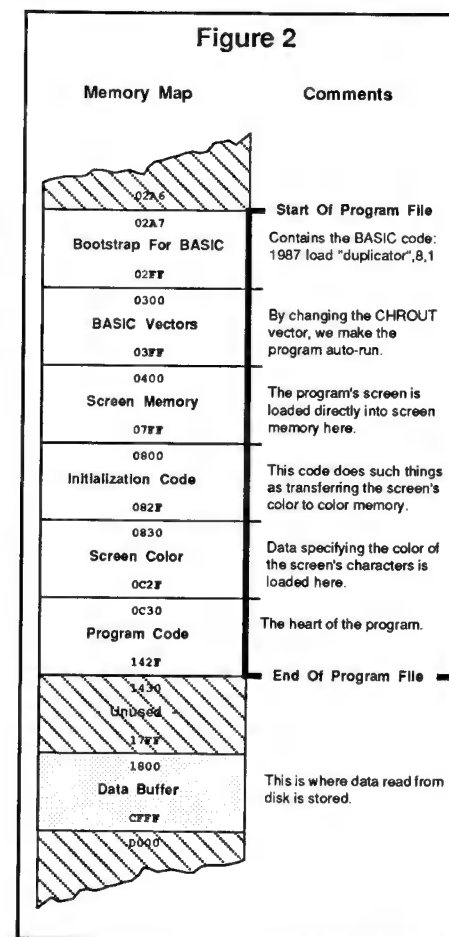 Figure 2
Memory Map
Comments
02A6
Start Of Program File
02A7
Bootstrap For BASIC
02FF
Contains the BASIC code:
1987 load "duplicator",8,1
0300
BASIC Vectors
03FF
By changing the CHROUT
vector, we make the
program auto-run.
0400
Screen Memory
07FF
The program's screen is
loaded directly into screen
memory here.
0800
Initialization Code
082F
This code does such things
as transferring the screen's
color to color memory.
0830
Screen Color
0C2F
Data specifying the color of
the screen's characters is
loaded here.
0C30
Program Code
142F
The heart of the program.
End Of Program File
1430
- Unused -
17FF
1800
Data Buffer
CFFF
This is where data read from
disk is stored.
D000